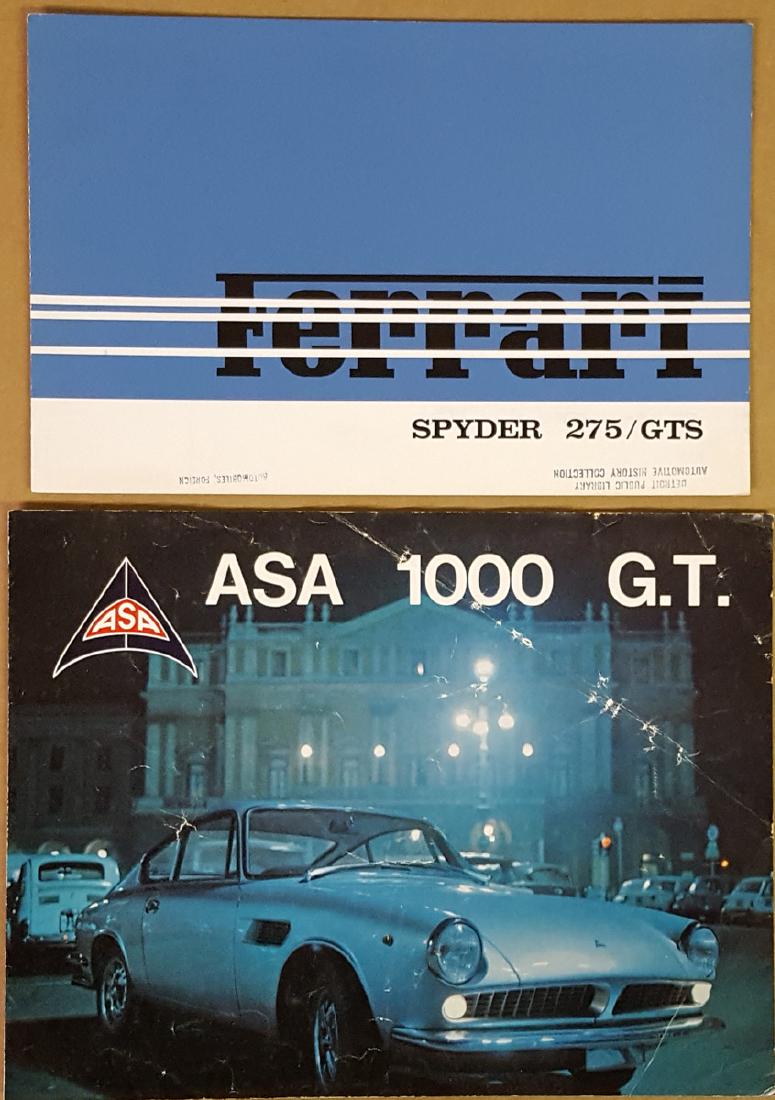 Ferrari
SPYDER 275/GTS
AUTOMOBILES, FOREIGN
DETROIT PUBLIC LIBRARY
AUTOMOTIVE HISTORY COLLECTION
ASA 1000 G.T.
ASA